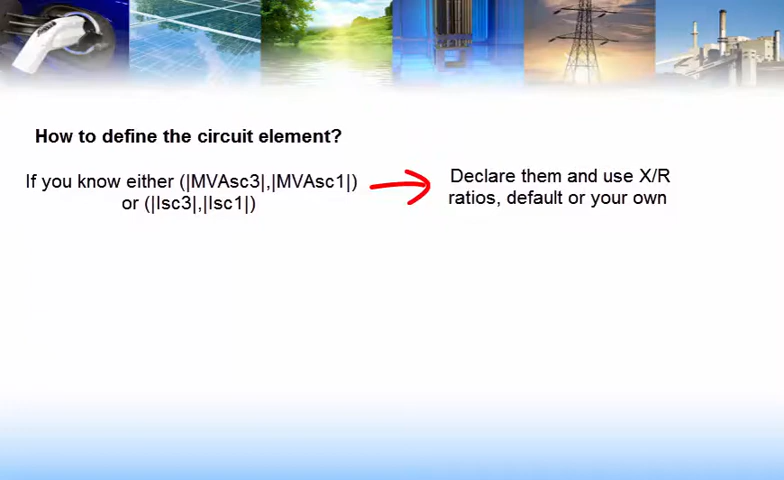 How to define the circuit element?
If you know either (|MVAsc3|,|MVAsc1|)
or (|Isc3|,|Isc1|)
Declare them and use X/R
ratios, default or your own